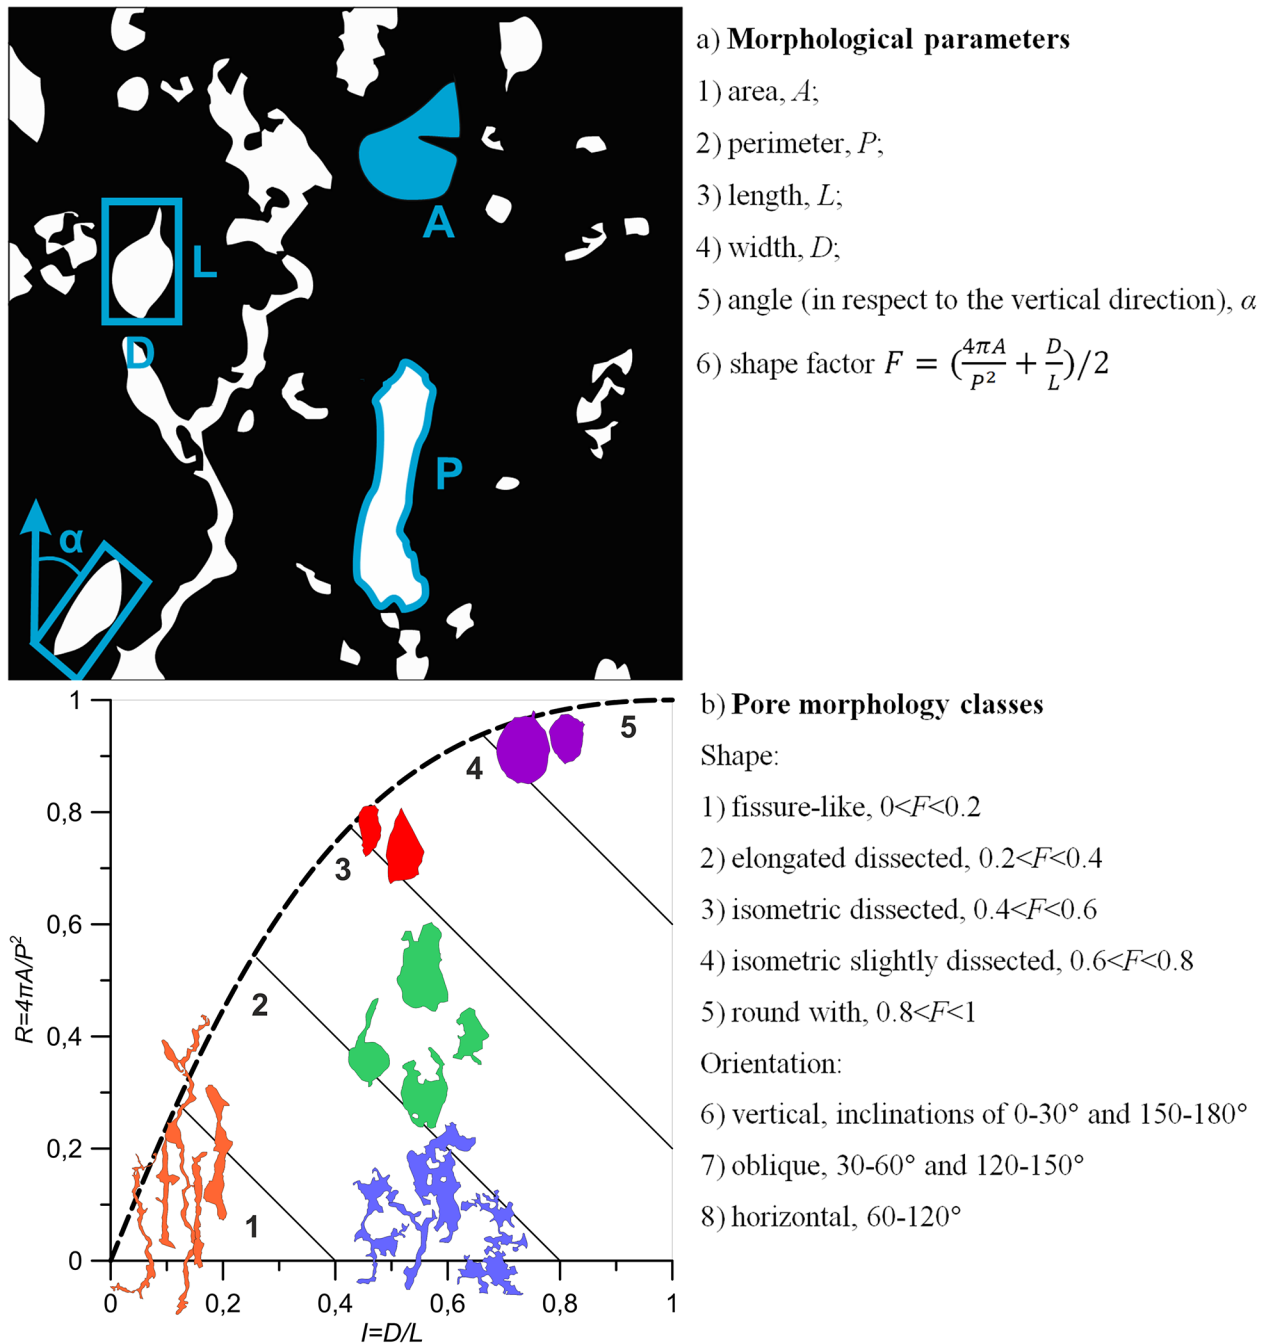 A
L
D
P
α
a) Morphological parameters
1) area, A;
2) perimeter, P;
3) length, L;
4) width, D;
5) angle (in respect to the vertical direction), α
6) shape factor F = (4πA/P² + D/L)/2
1
0,8
0,6
0,4
0,2
0
R=4πA/P²
5
4
3
2
1
0
0,2
0,4
0,6
0,8
1
I=D/L
b) Pore morphology classes
Shape:
1) fissure-like, 0<F<0.2
2) elongated dissected, 0.2<F<0.4
3) isometric dissected, 0.4<F<0.6
4) isometric slightly dissected, 0.6<F<0.8
5) round with, 0.8<F<1
Orientation:
6) vertical, inclinations of 0-30° and 150-180°
7) oblique, 30-60° and 120-150°
8) horizontal, 60-120°